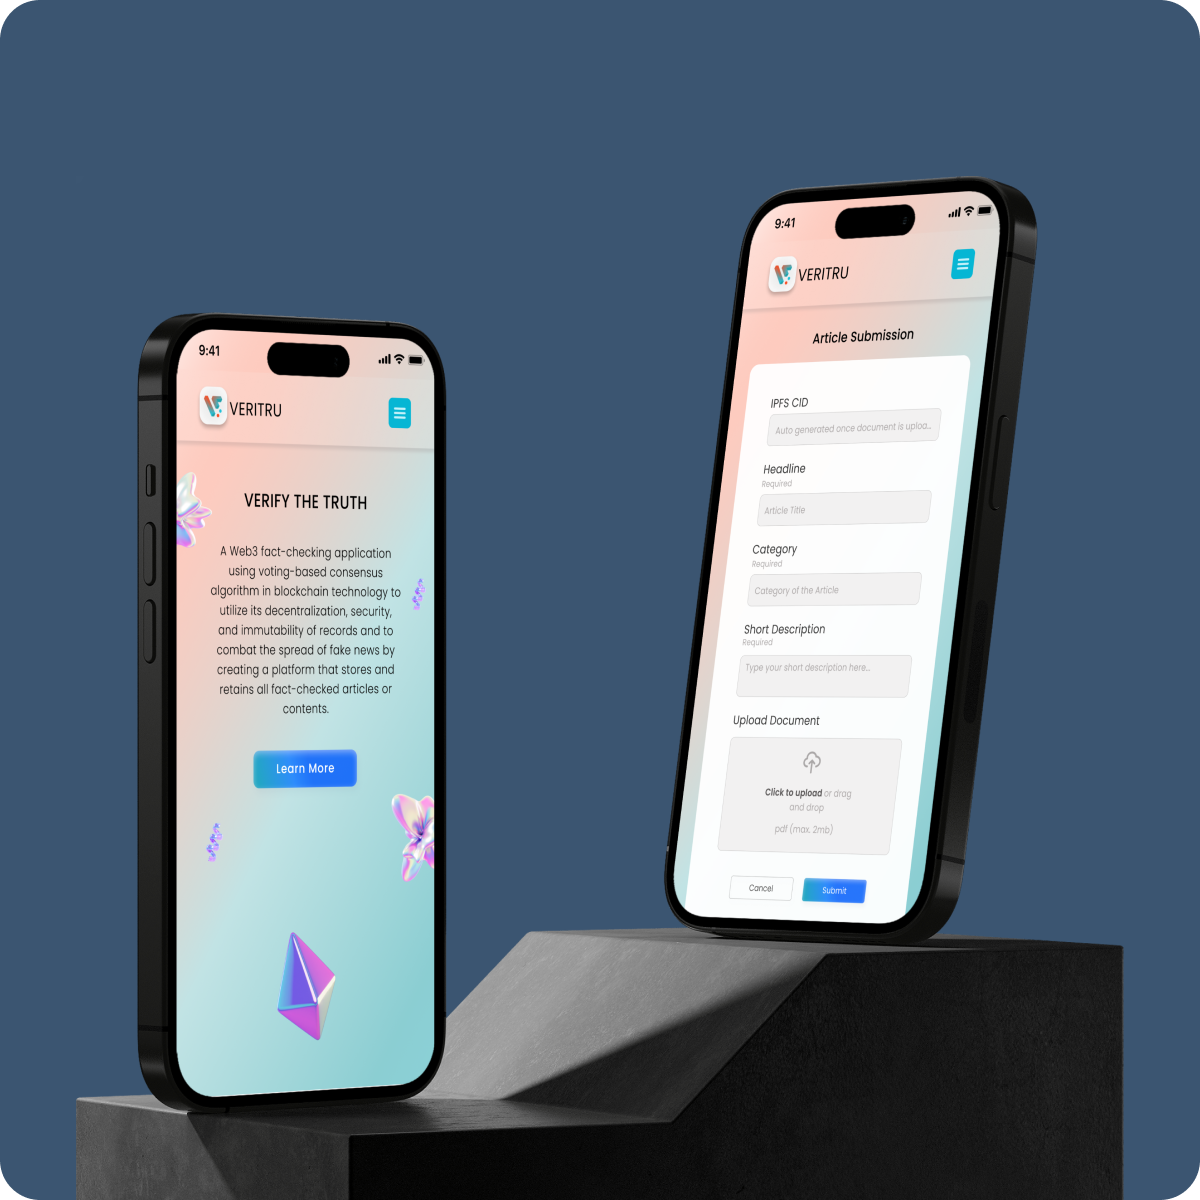 9:41
VERITRU
VERIFY THE TRUTH
A Web3 fact-checking application
using voting-based consensus
algorithm in blockchain technology to
utilize its decentralization, security,
and immutability of records and to
combat the spread of fake news by
creating a platform that stores and
retains all fact-checked articles or
contents.
Learn More
9:41
VERITRU
Article Submission
IPFS CID
Auto generated once document is uploa...
Headline
Required
Article Title
Category
Required
Category of the Article
Short Description
Required
Type your short description here...
Upload Document
Click to upload or drag
and drop
pdf (max. 2mb)
Cancel
Submit